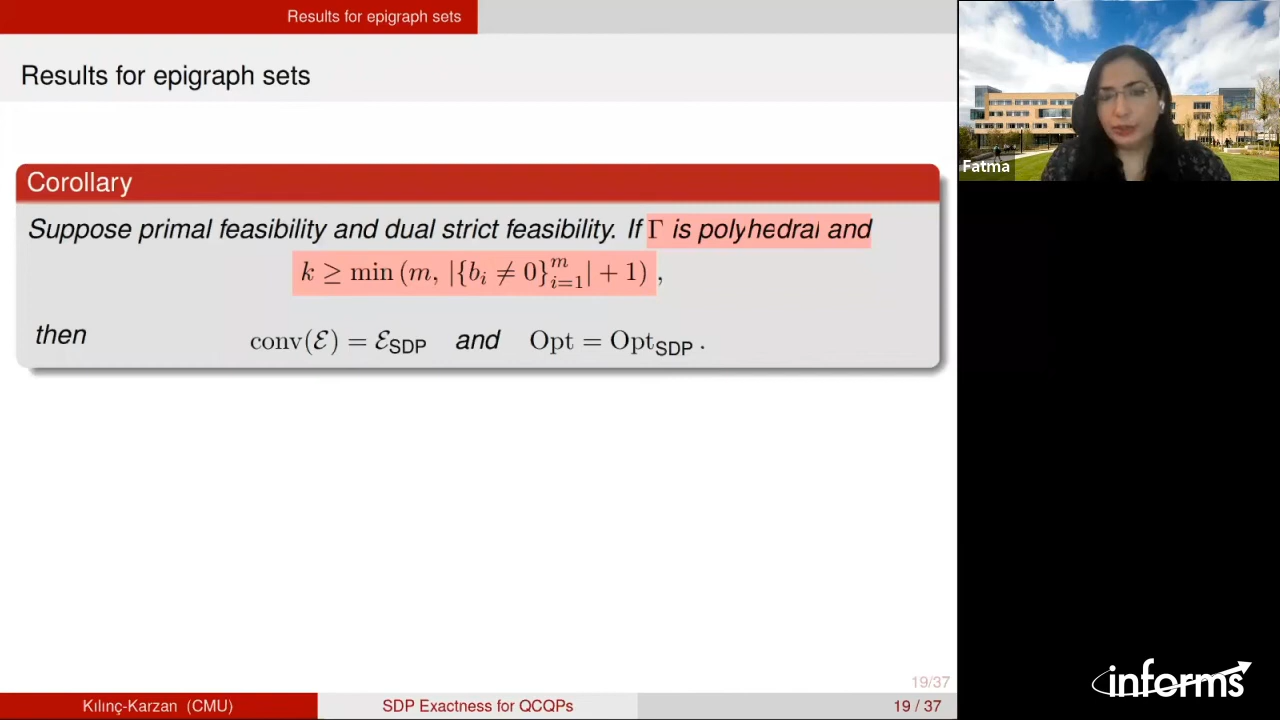 Results for epigraph sets
Results for epigraph sets
Corollary
Suppose primal feasibility and dual strict feasibility. If Γ is polyhedral and
k ≥ min (m, |{b_i ≠ 0}_{i=1}^m| + 1) ,
then conv(ℰ) = ℰ_SDP and Opt = Opt_SDP .
19/37
Kılınç-Karzan (CMU) SDP Exactness for QCQPs 19 / 37
Fatma
informs